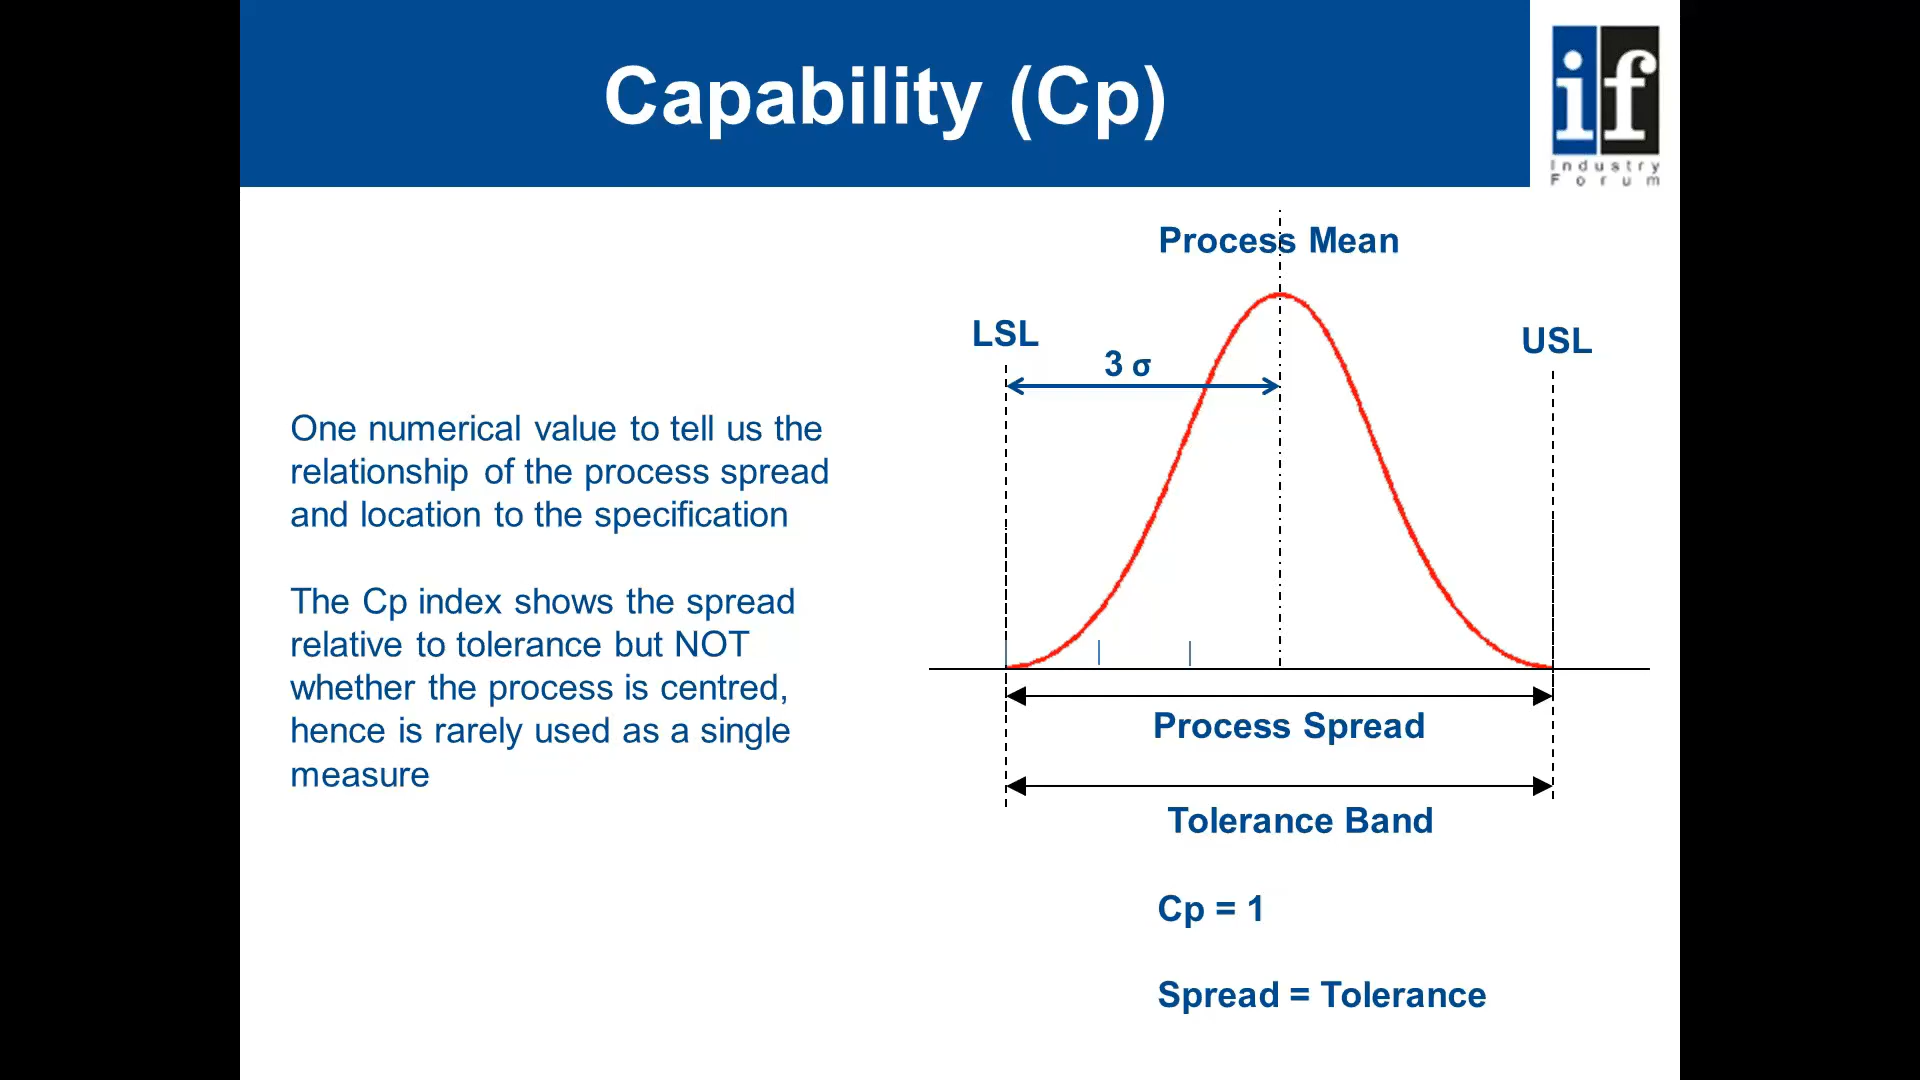 Capability (Cp)
if
Industry
Forum
One numerical value to tell us the
relationship of the process spread
and location to the specification
The Cp index shows the spread
relative to tolerance but NOT
whether the process is centred,
hence is rarely used as a single
measure
Process Mean
LSL
USL
3 σ
Process Spread
Tolerance Band
Cp = 1
Spread = Tolerance